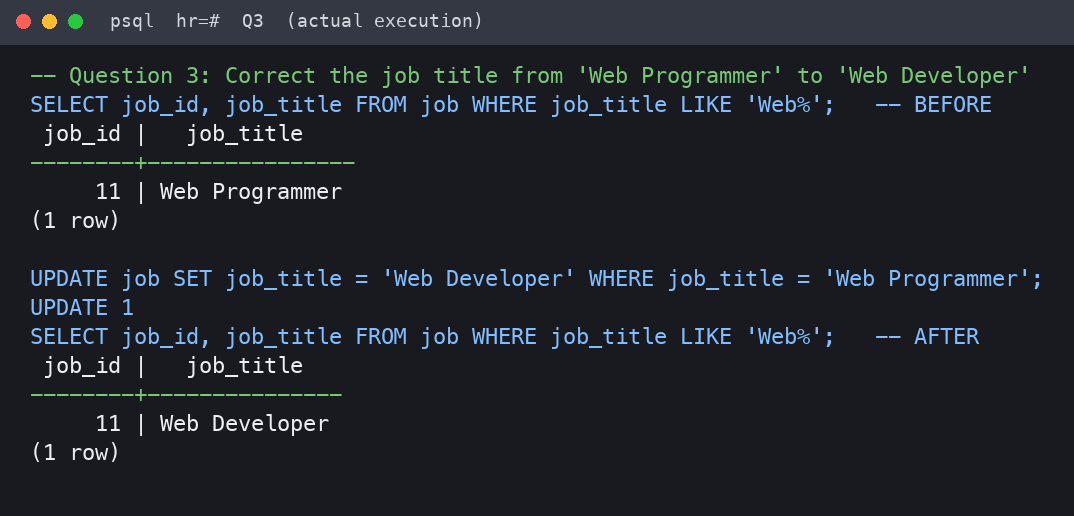 psql  hr=#  Q3  (actual execution)
-- Question 3: Correct the job title from 'Web Programmer' to 'Web Developer'
SELECT job_id, job_title FROM job WHERE job_title LIKE 'Web%';   -- BEFORE
 job_id |   job_title
--------+----------------
     11 | Web Programmer
(1 row)

UPDATE job SET job_title = 'Web Developer' WHERE job_title = 'Web Programmer';
UPDATE 1
SELECT job_id, job_title FROM job WHERE job_title LIKE 'Web%';   -- AFTER
 job_id |   job_title
--------+---------------
     11 | Web Developer
(1 row)